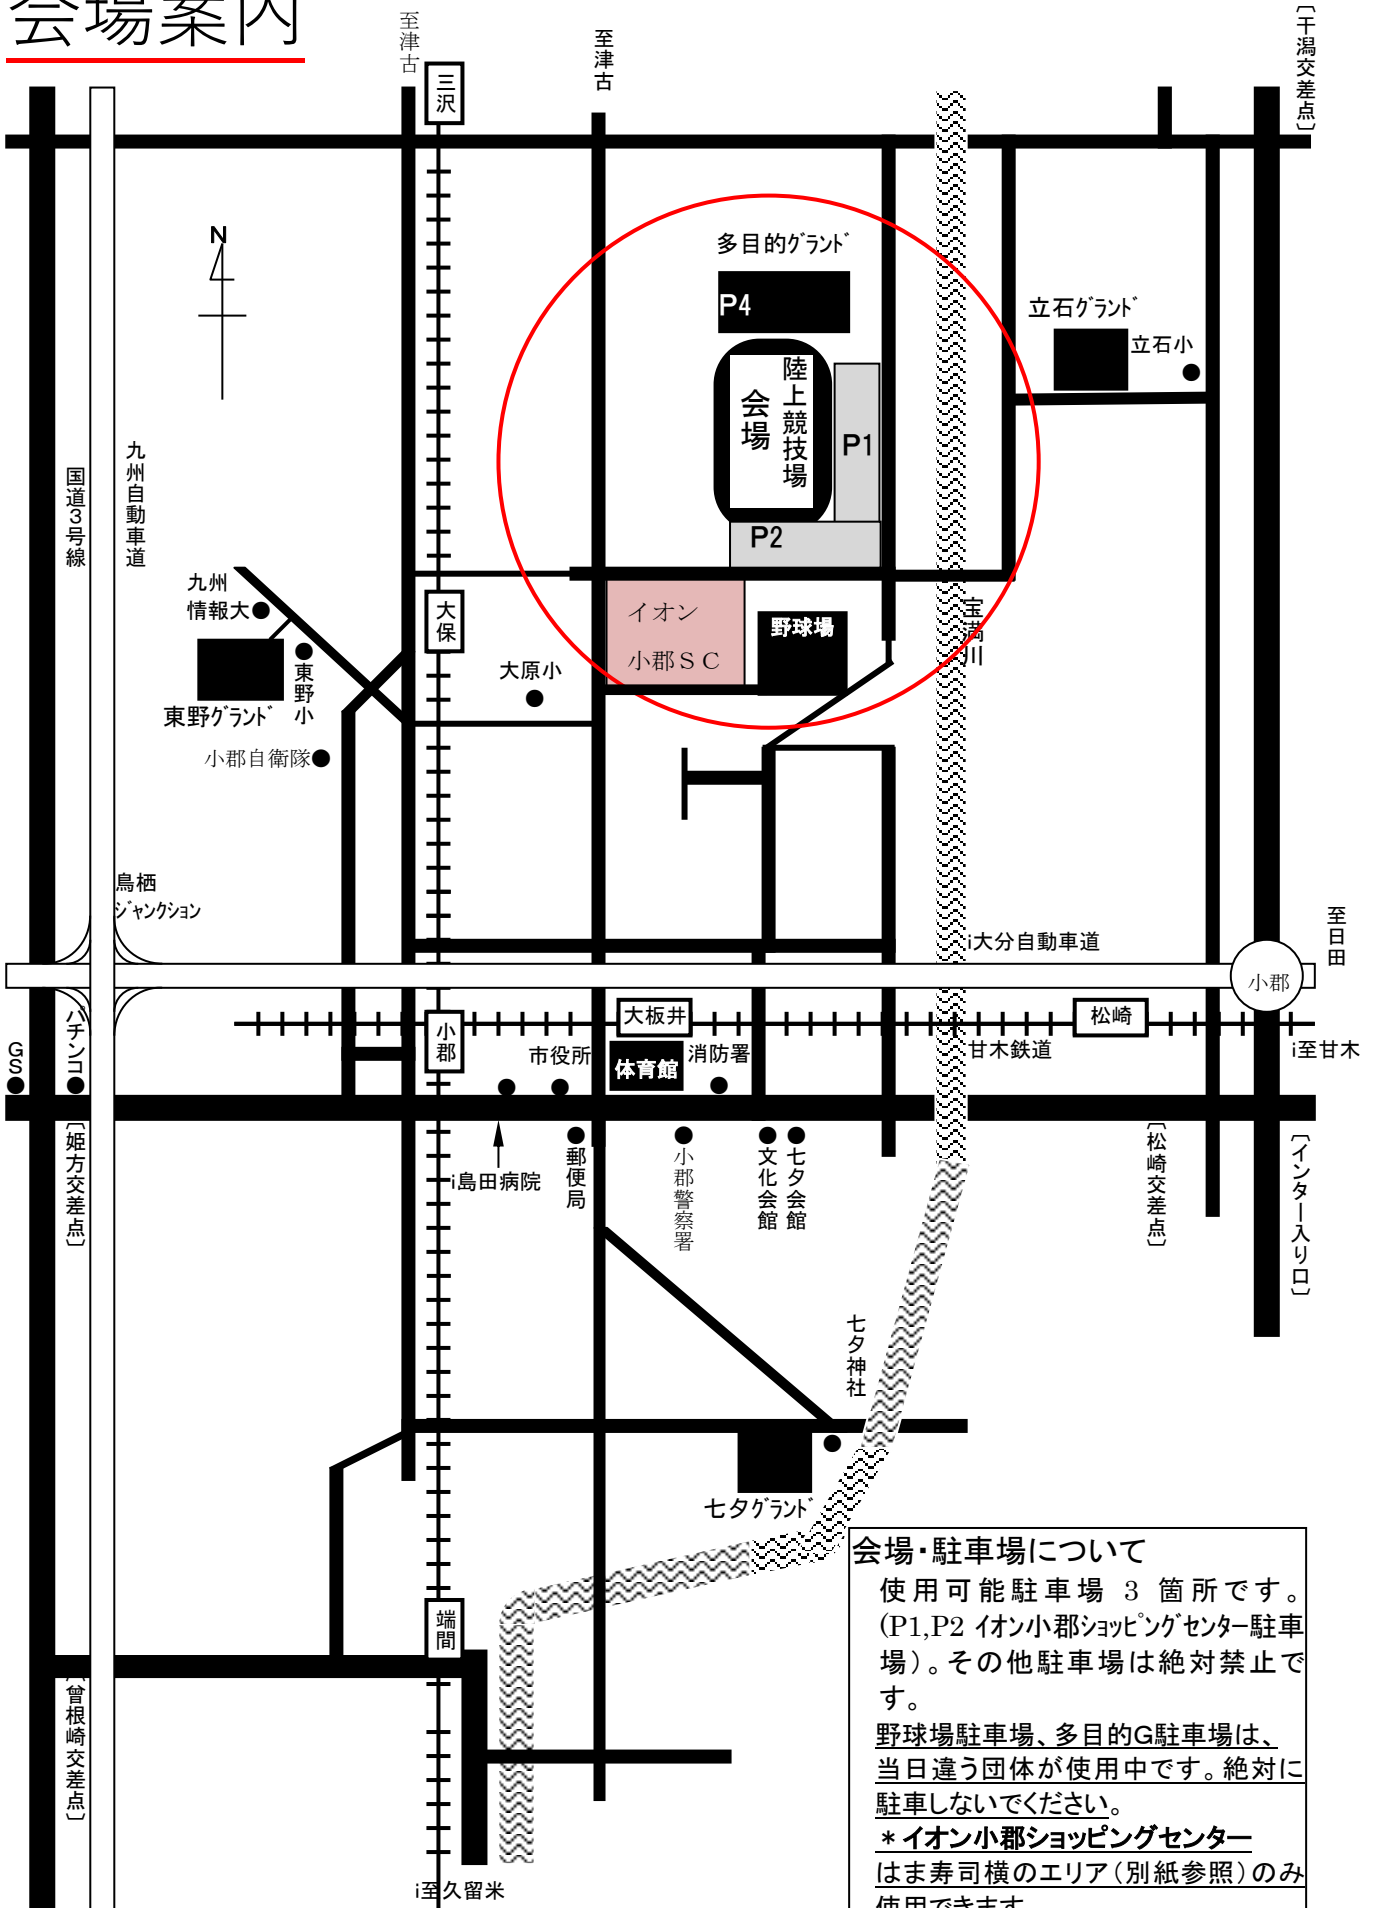 会場案内
至津古
三沢
至津古
〔干潟交差点〕
N
多目的ｸﾞﾗﾝﾄﾞ
P4
立石ｸﾞﾗﾝﾄﾞ
立石小
陸上競技場
会場
P1
P2
九州自動車道
国道３号線
九州
情報大
大保
イオン
小郡ＳＣ
野球場
宝満川
東野小
大原小
東野ｸﾞﾗﾝﾄﾞ
小郡自衛隊
鳥栖
ｼﾞｬﾝｸｼｮﾝ
i大分自動車道
至日田
小郡
パチンコ
GS
小郡
大板井
松崎
市役所
体育館
消防署
甘木鉄道
i至甘木
〔姫方交差点〕
i島田病院
郵便局
小郡警察署
文化会館
七夕会館
〔松崎交差点〕
〔インター入り口〕
七夕神社
七夕ｸﾞﾗﾝﾄﾞ
端間
〔曾根崎交差点〕
i至久留米
会場・駐車場について
使用可能駐車場 3 箇所です。
(P1,P2 イオン小郡ｼｮｯﾋﾟﾝｸﾞｾﾝﾀｰ駐車
場）。その他駐車場は絶対禁止で
す。
野球場駐車場、多目的G駐車場は、
当日違う団体が使用中です。絶対に
駐車しないでください。
＊イオン小郡ショッピングセンター
はま寿司横のエリア（別紙参照）のみ
使用できます